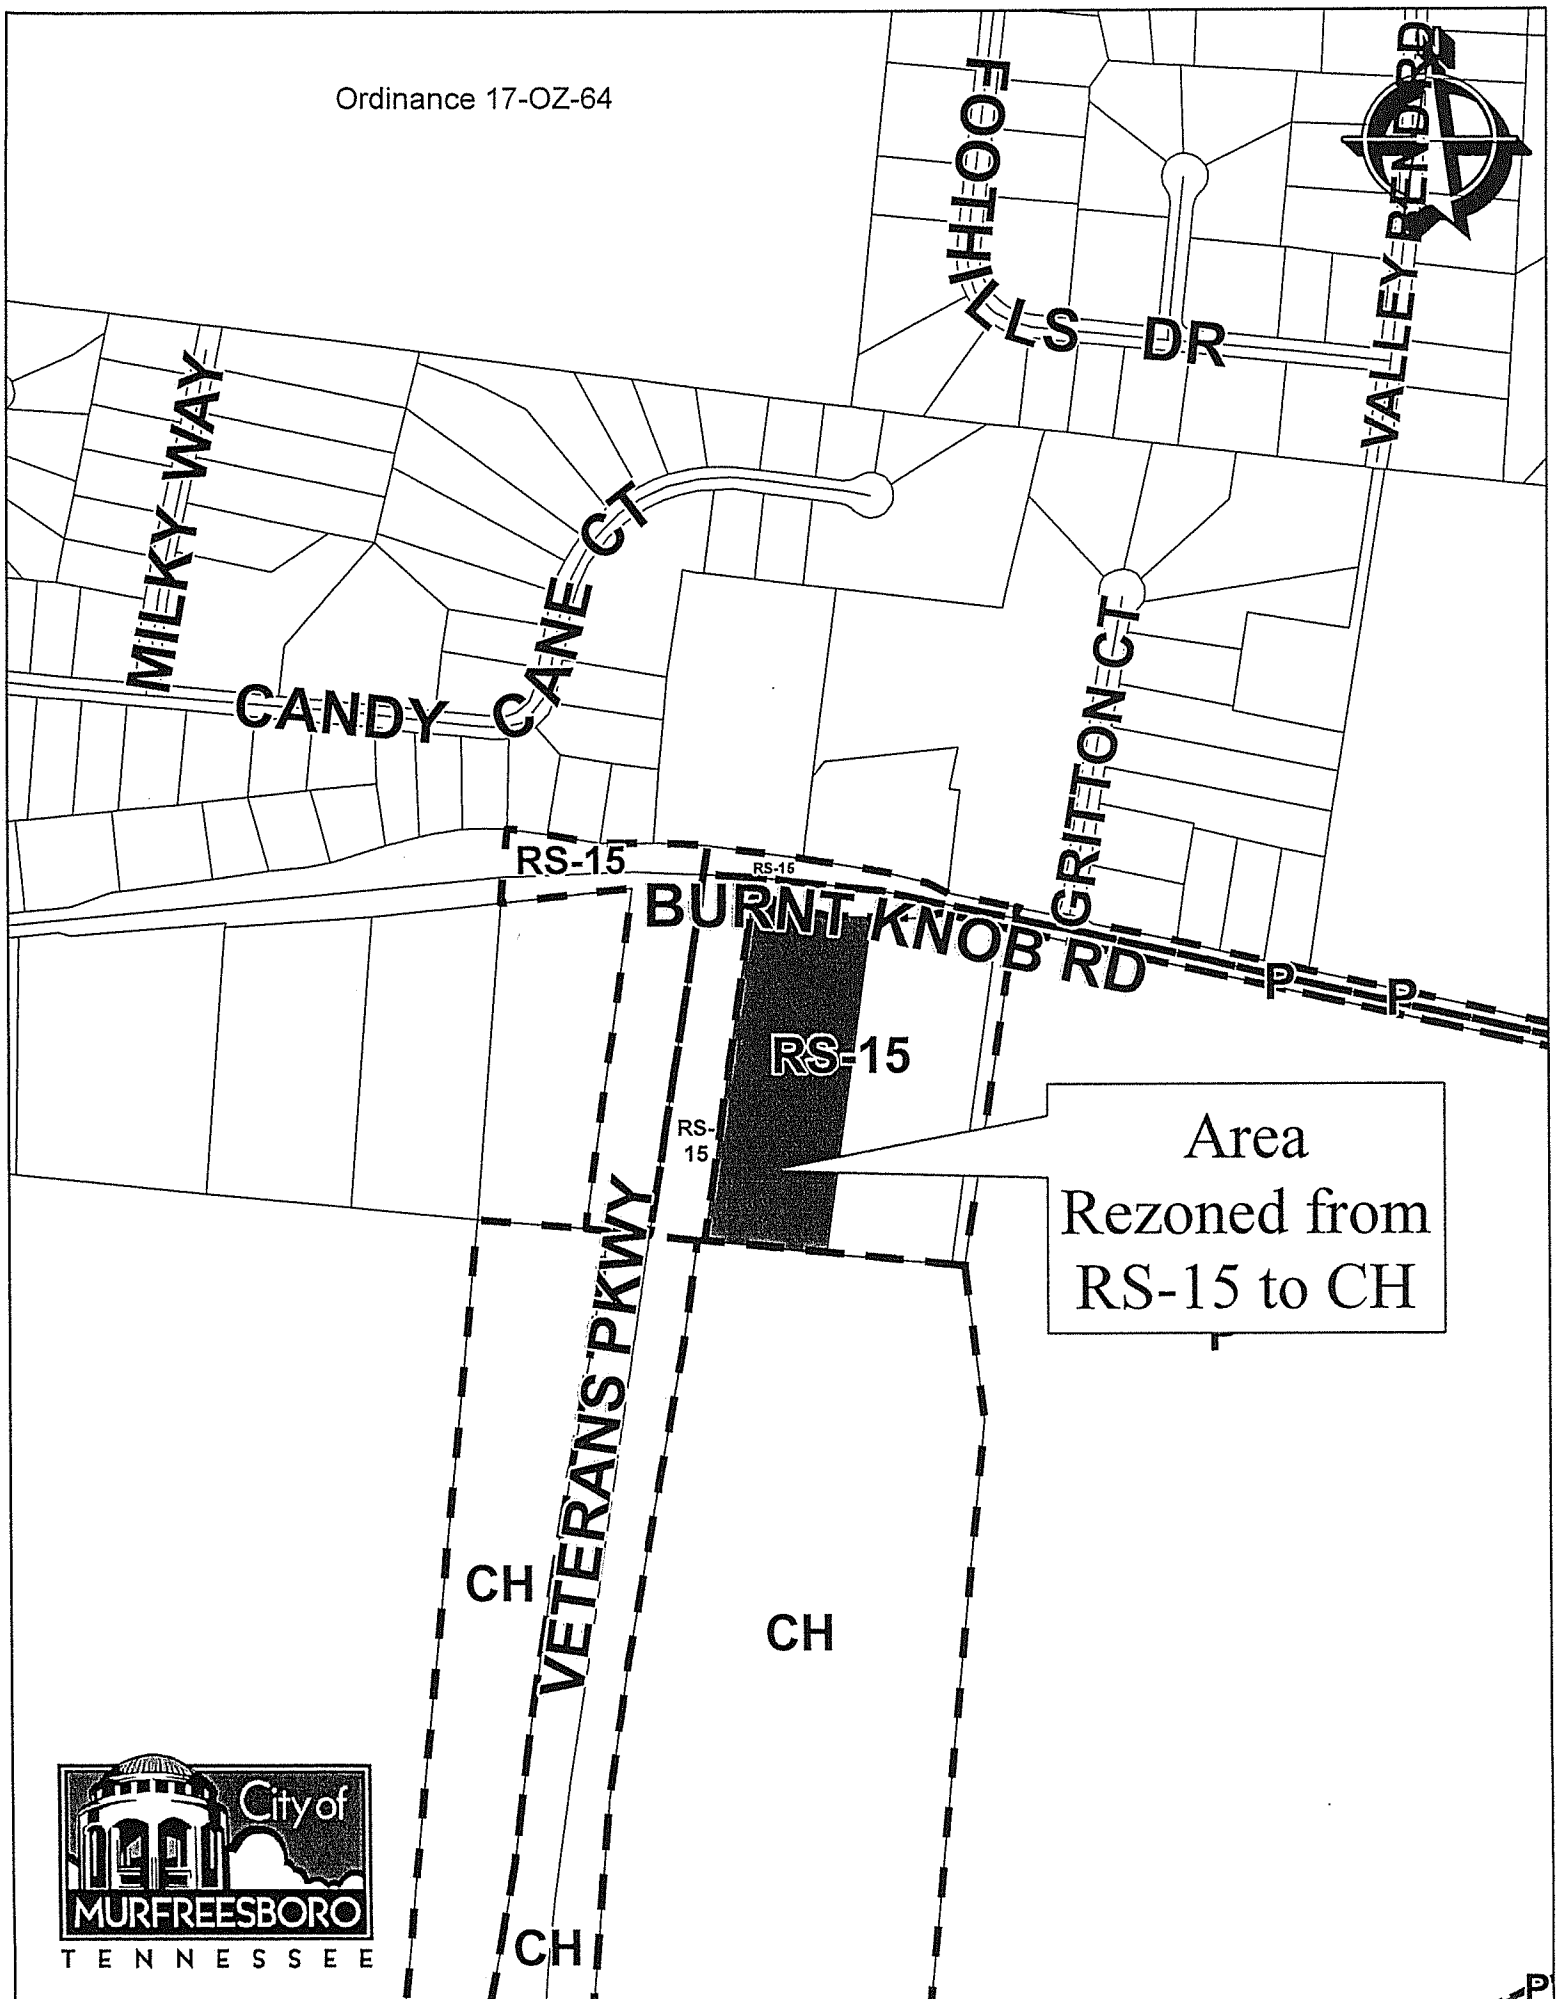 Ordinance 17-OZ-64
FOOTHILLS DR
VALLEY BEND RD
MILKY WAY
CANDY CANE CT
GRITTON CT
RS-15
RS-15
BURNT KNOB RD
P
P
RS-15
RS-
15
Area
Rezoned from
RS-15 to CH
VETERANS PKWY
CH
CH
City of
MURFREESBORO
TENNESSEE
CH
P